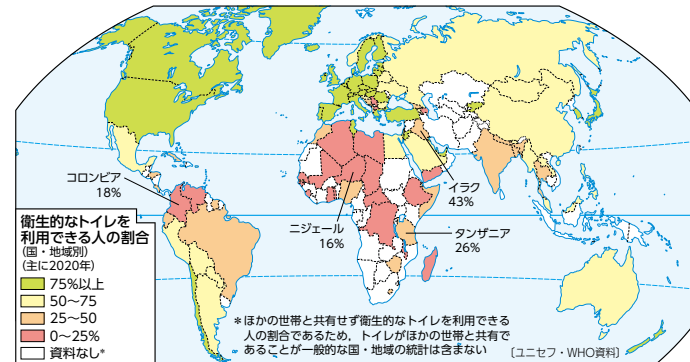 コロンビア
18%
イラク
43%
ニジェール
16%
タンザニア
26%
衛生的なトイレを
利用できる人の割合
(国・地域別)
(主に2020年)
75%以上
50~75
25~50
0~25%
資料なし*
*ほかの世帯と共有せず衛生的なトイレを利用できる
人の割合であるため,トイレがほかの世帯と共有で
あることが一般的な国・地域の統計は含まない
〔ユニセフ・WHO資料〕